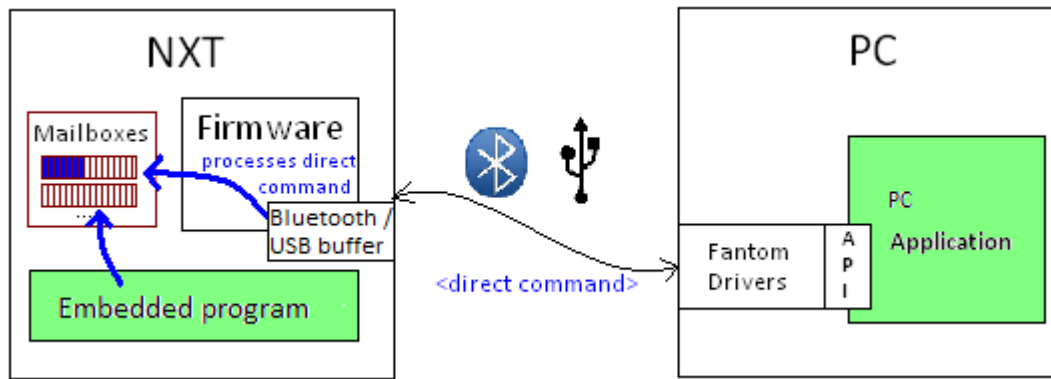 NXT
Mailboxes
.....
Firmware
processes direct
command
Bluetooth /
USB buffer
Embedded program
<direct command>
PC
Fantom
Drivers
A
P
I
PC
Application